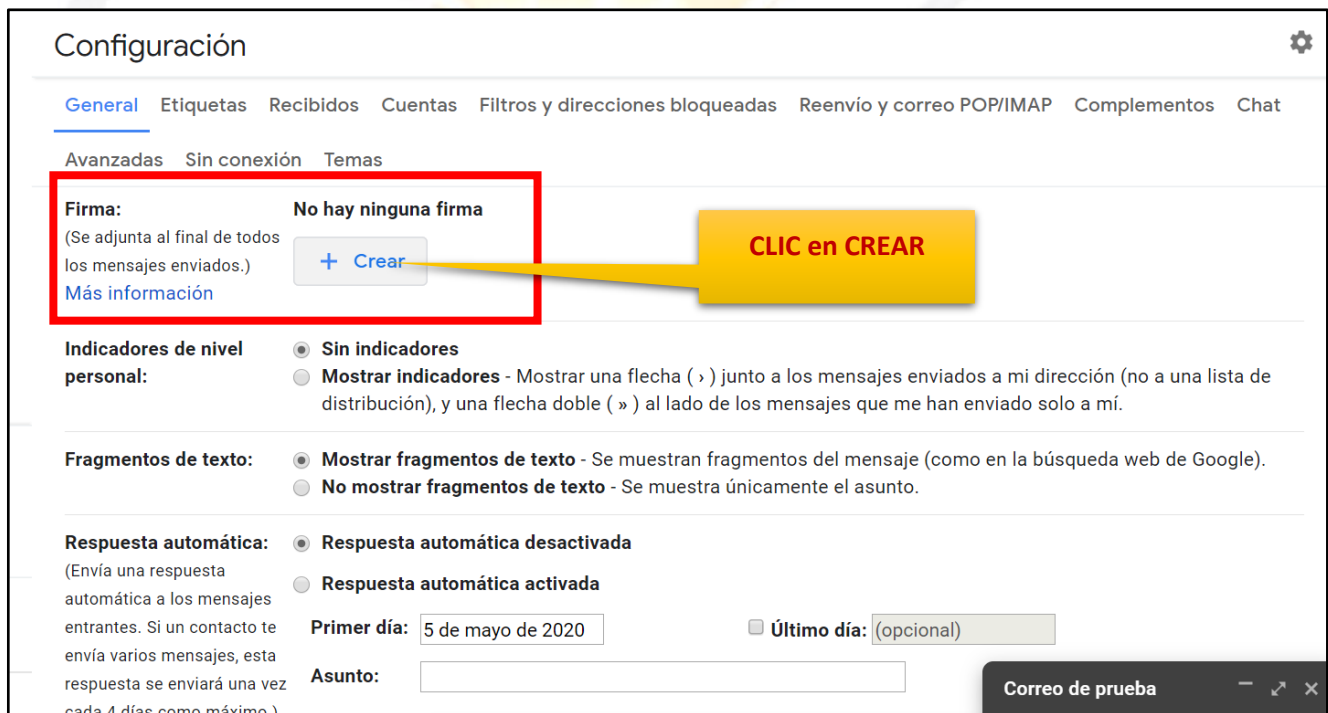 Configuración
General Etiquetas Recibidos Cuentas Filtros y direcciones bloqueadas Reenvío y correo POP/IMAP Complementos Chat
Avanzadas Sin conexión Temas
Firma: No hay ninguna firma
(Se adjunta al final de todos
los mensajes enviados.)
Más información
+ Crear
CLIC en CREAR
Indicadores de nivel
personal:
Sin indicadores
Mostrar indicadores - Mostrar una flecha ( › ) junto a los mensajes enviados a mi dirección (no a una lista de
distribución), y una flecha doble ( » ) al lado de los mensajes que me han enviado solo a mí.
Fragmentos de texto:
Mostrar fragmentos de texto - Se muestran fragmentos del mensaje (como en la búsqueda web de Google).
No mostrar fragmentos de texto - Se muestra únicamente el asunto.
Respuesta automática:
(Envía una respuesta
automática a los mensajes
entrantes. Si un contacto te
envía varios mensajes, esta
respuesta se enviará una vez
cada 4 días como máximo.)
Respuesta automática desactivada
Respuesta automática activada
Primer día: 5 de mayo de 2020 Último día: (opcional)
Asunto:
Correo de prueba